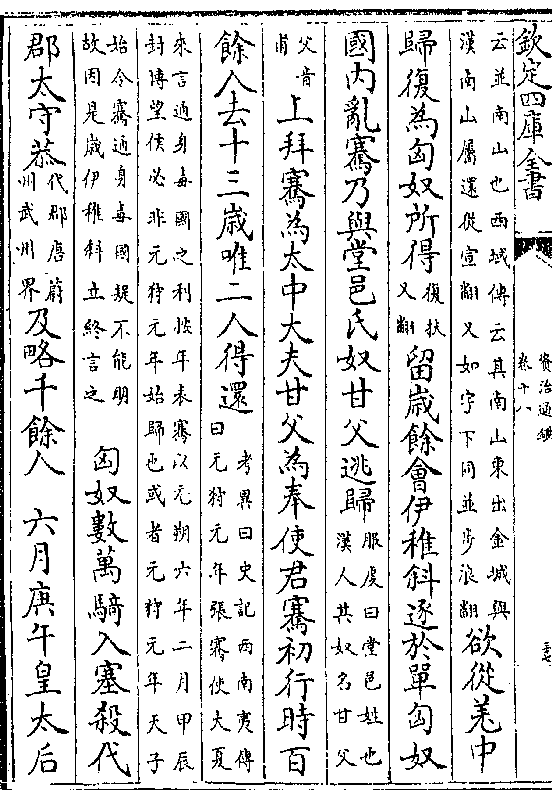 欽定四庫全書
資治通鑑
卷十八
云並南山也西域傳云其南山東出金城與
漢南山屬還從宣翻又如字下同並步浪翻
欲從羌中
歸復為匈奴所得
復扶
又翻
留歲餘會伊稚斜逐於單匈奴
國内亂騫乃與堂邑氏奴甘父逃歸
服虔曰堂邑姓也
漢人其奴名甘父
父音
甫
上拜騫為太中大夫甘父為奉使君騫初行時百
餘人去十三歳唯二人得還
考異曰史記西南夷傳
曰元狩元年張騫使大夏
來言通身毒國之利按年表騫以元朔六年二月甲辰
封博望侯必非元狩元年始歸也或者元狩元年天子
始令騫通身毒國疑不能明
故因是歲伊稚斜立終言之
匈奴數萬騎入塞殺代
郡太守恭
代郡唐蔚
州武州界
及略千餘人
六月庚午皇太后